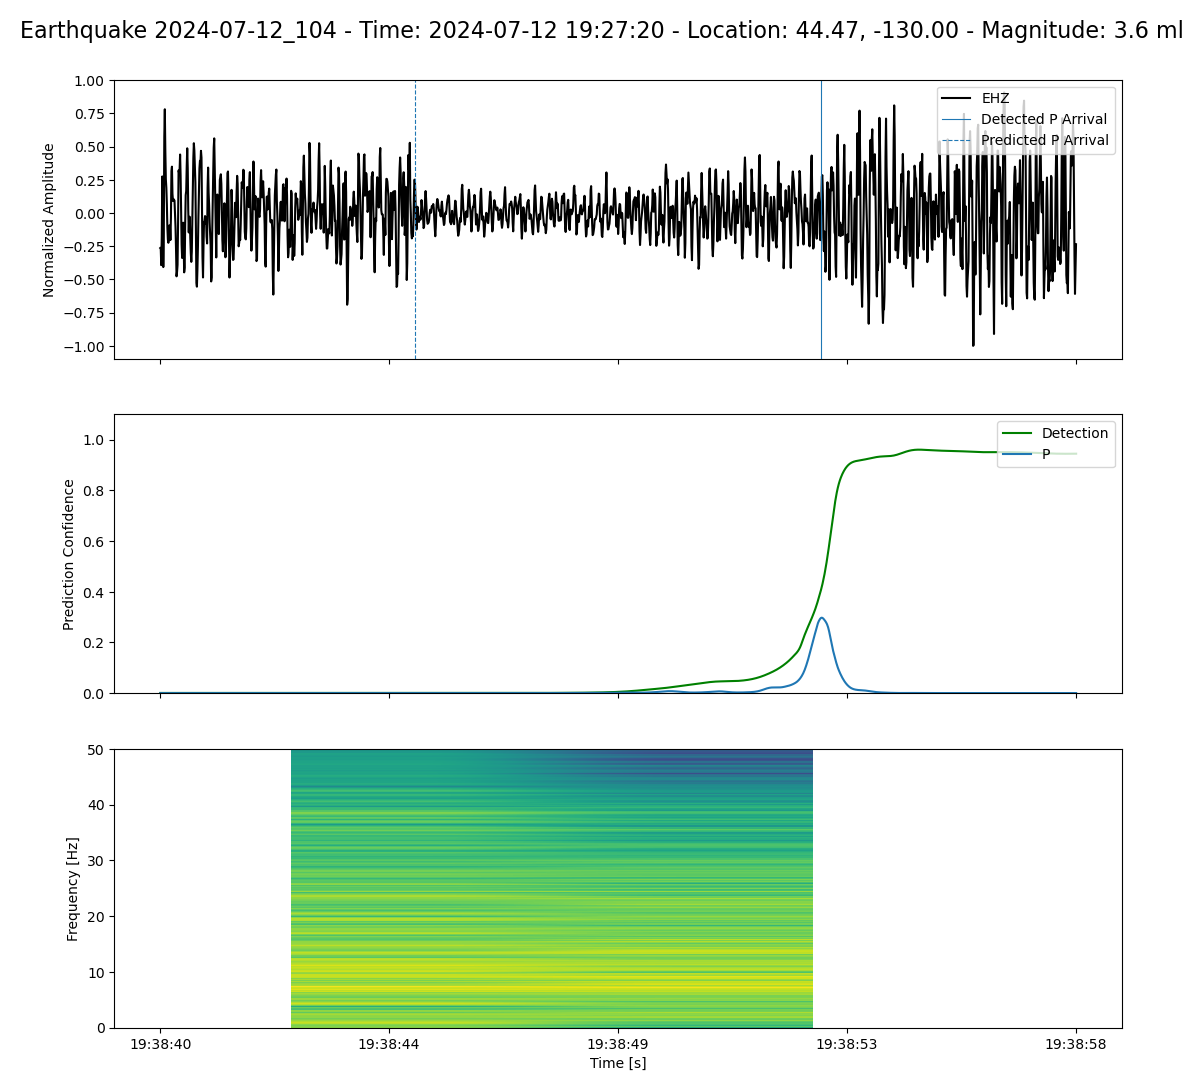 Earthquake 2024-07-12_104 - Time: 2024-07-12 19:27:20 - Location: 44.47, -130.00 - Magnitude: 3.6 ml
Normalized Amplitude
1.00
0.75
0.50
0.25
0.00
−0.25
−0.50
−0.75
−1.00
EHZ
Detected P Arrival
Predicted P Arrival
Prediction Confidence
1.0
0.8
0.6
0.4
0.2
0.0
Detection
P
Frequency [Hz]
50
40
30
20
10
0
19:38:40 19:38:44 19:38:49 19:38:53 19:38:58
Time [s]